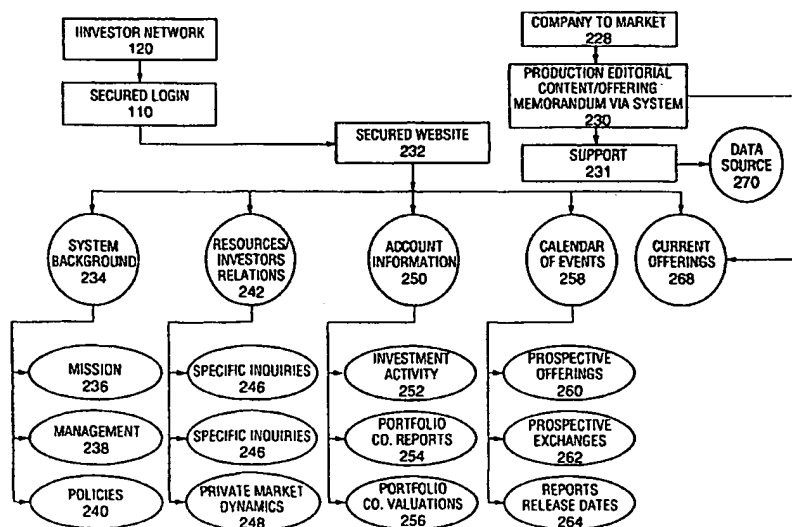 IINVESTOR NETWORK
120
SECURED LOGIN
110
COMPANY TO MARKET
228
PRODUCTION EDITORIAL
CONTENT/OFFERING
MEMORANDUM VIA SYSTEM
230
SECURED WEBSITE
232
SUPPORT
231
DATA
SOURCE
270
SYSTEM
BACKGROUND
234
RESOURCES/
INVESTORS
RELATIONS
242
ACCOUNT
INFORMATION
250
CALENDAR
OF EVENTS
258
CURRENT
OFFERINGS
268
MISSION
236
SPECIFIC INQUIRIES
246
INVESTMENT
ACTIVITY
252
PROSPECTIVE
OFFERINGS
260
MANAGEMENT
238
SPECIFIC INQUIRIES
246
PORTFOLIO
CO. REPORTS
254
PROSPECTIVE
EXCHANGES
262
POLICIES
240
PRIVATE MARKET
DYNAMICS
248
PORTFOLIO
CO. VALUATIONS
256
REPORTS
RELEASE DATES
264